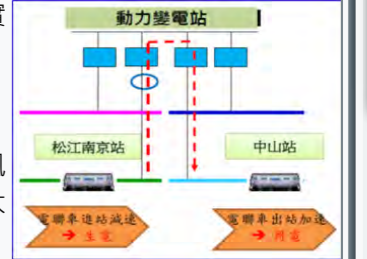 動力變電站
松江南京站
中山站
電聯車進站減速
→ 生電
電聯車出站加速
→ 用電